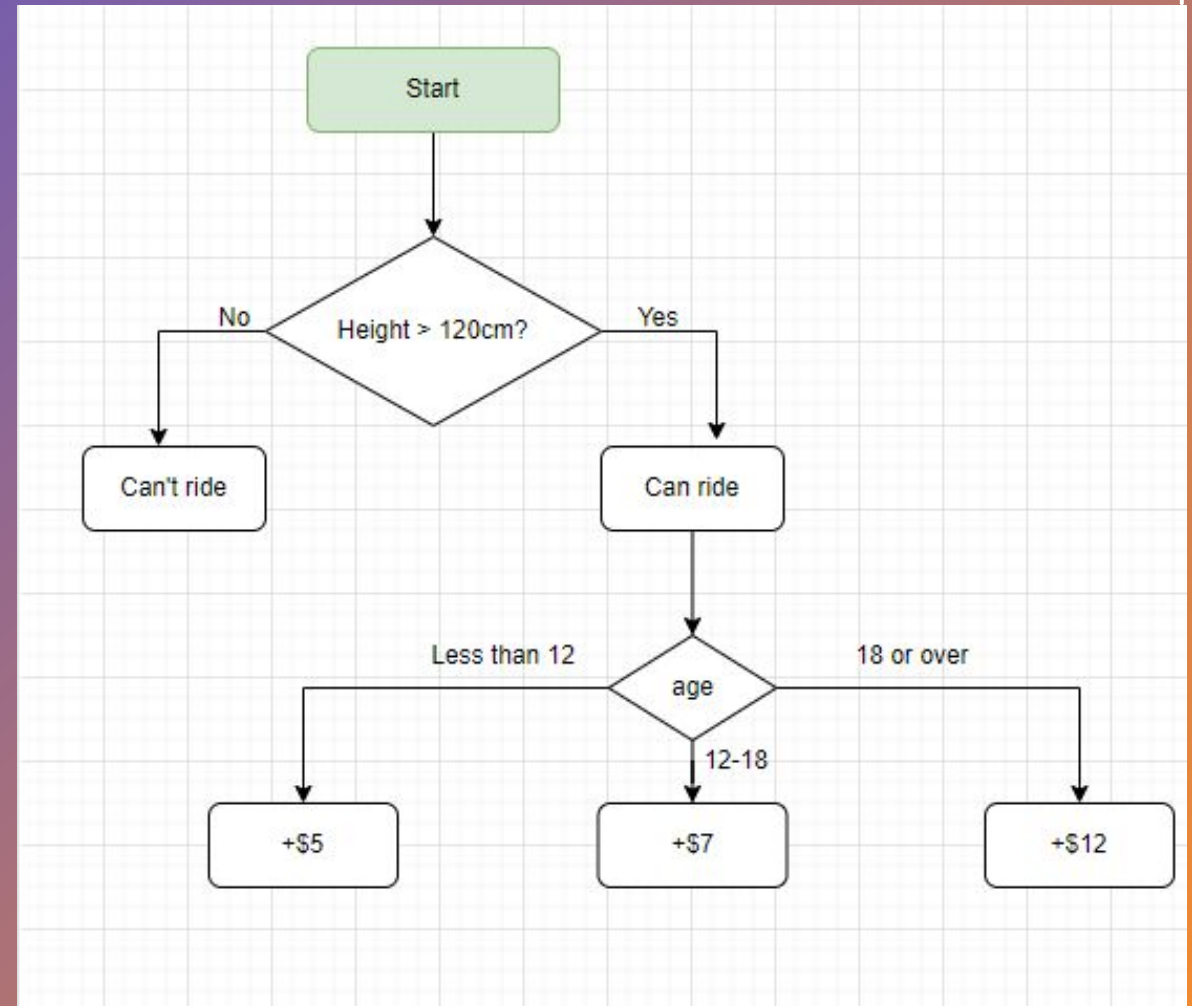 Start
Height > 120cm?
No
Yes
Can't ride
Can ride
age
Less than 12
18 or over
12-18
+$5
+$7
+$12